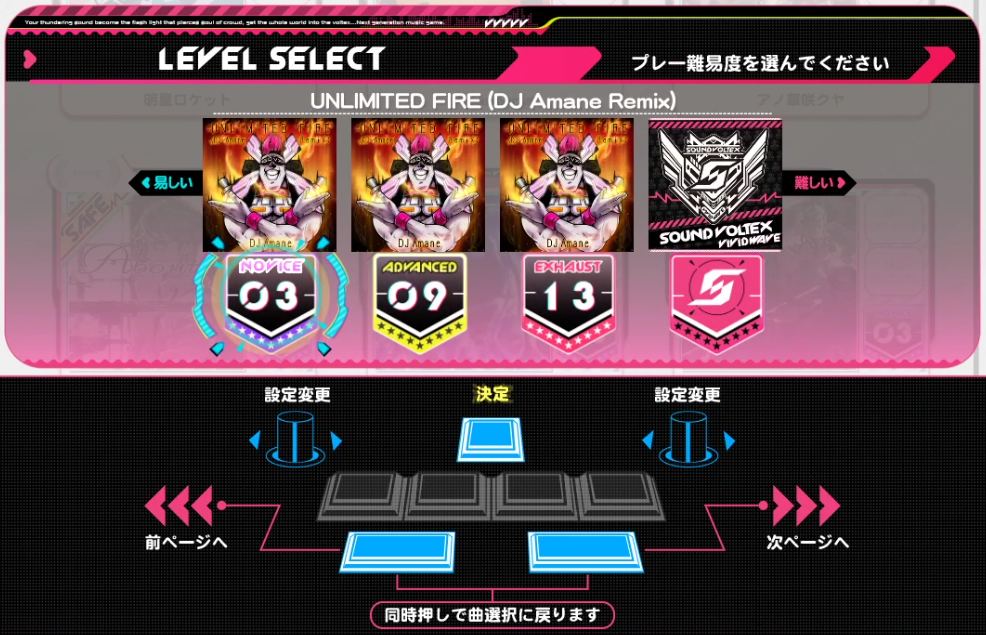 Your thundering sound become the flash light that pierced soul of crowd, get the whole world into the voltex...Next generation music game.
LEVEL SELECT
プレー難易度を選んでください
明星ロケット
アノ華咲クヤ
UNLIMITED FIRE (DJ Amane Remix)
易しい
難しい
SAFE
DJ Amane
DJ Amane
DJ Amane
SOUND VOLTEX
SOUND VOLTEX
VIVIDWAVE
NOVICE
03
ADVANCED
09
EXHAUST
13
03
設定変更
決定
設定変更
前ページへ
次ページへ
同時押しで曲選択に戻ります